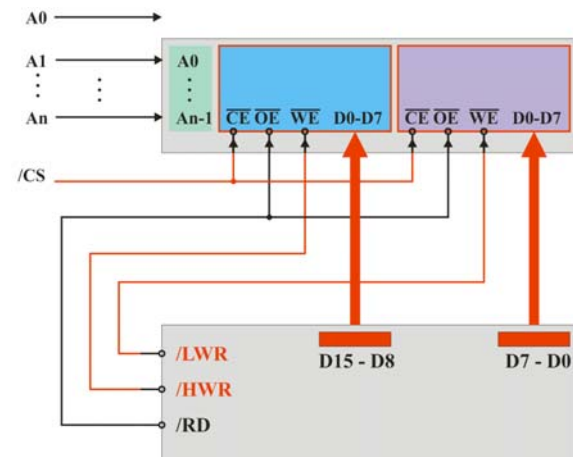 A0
A1 A0
An An-1
CE OE WE D0-D7 CE OE WE D0-D7
/CS
/LWR
D15 - D8 D7 - D0
/HWR
/RD